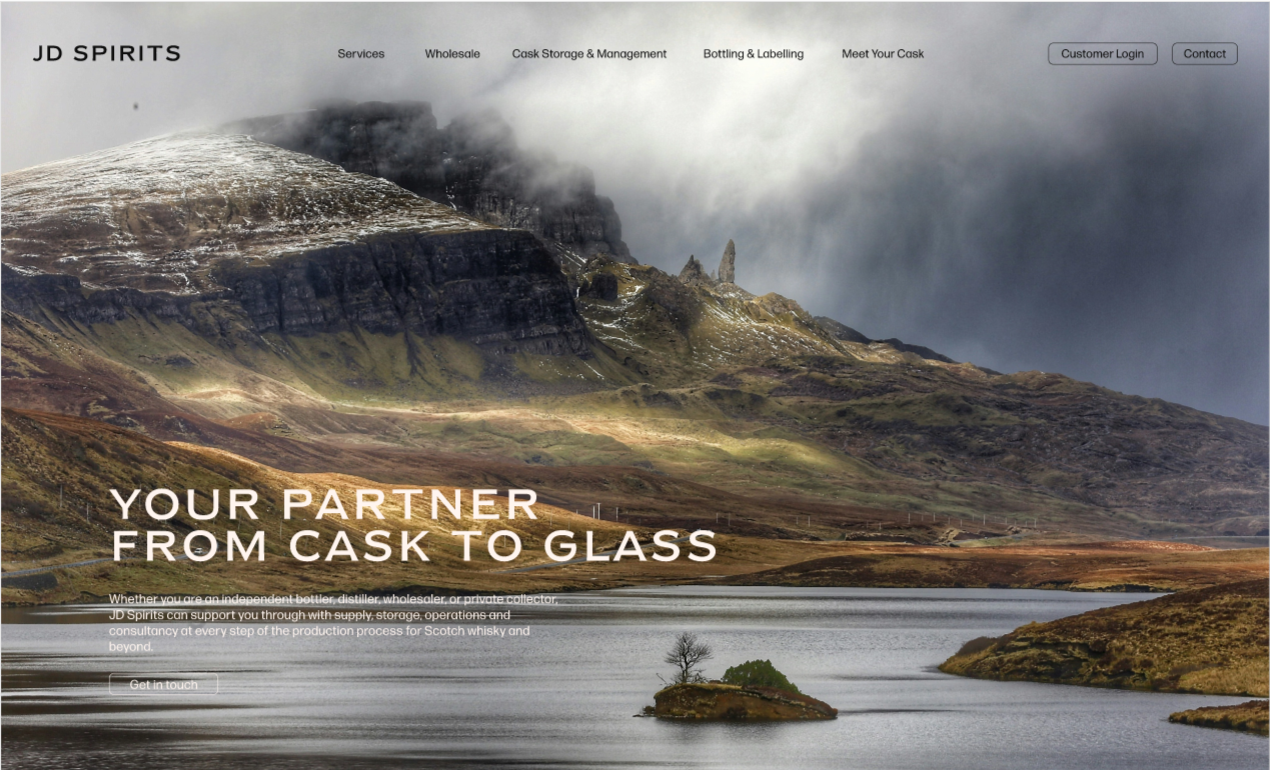 JD SPIRITS
Services
Wholesale
Cask Storage & Management
Bottling & Labelling
Meet Your Cask
Customer Login
Contact
YOUR PARTNER
FROM CASK TO GLASS
Whether you are an independent bottler, distiller, wholesaler, or private collector,
JD Spirits can support you through with supply, storage, operations and
consultancy at every step of the production process for Scotch whisky and
beyond.
Get in touch